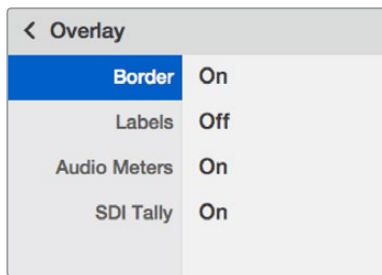 Overlay
Border On
Labels Off
Audio Meters On
SDI Tally On